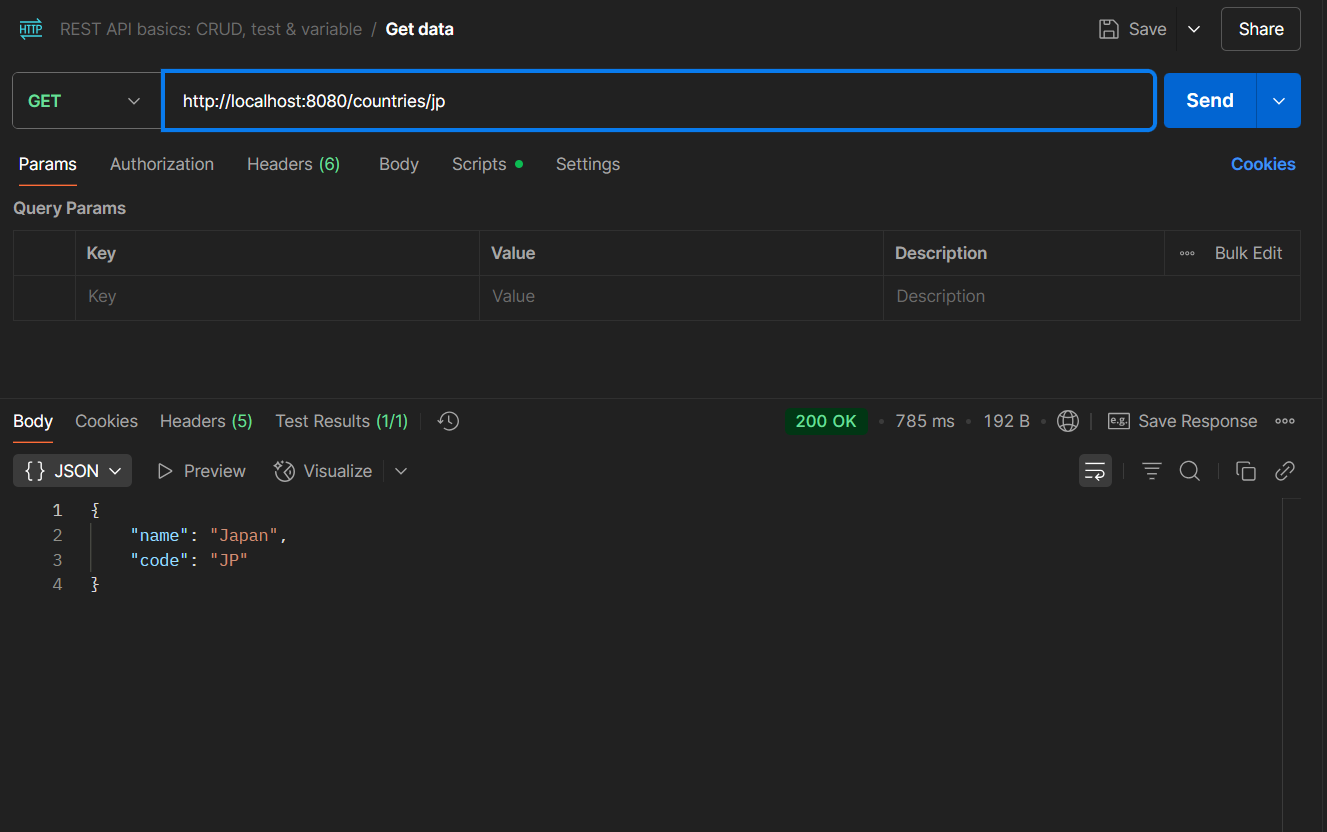 HTTP REST API basics: CRUD, test & variable / Get data Save Share
GET http://localhost:8080/countries/jp Send
Params Authorization Headers (6) Body Scripts Settings Cookies
Query Params
Key Value Description Bulk Edit
Key Value Description
Body Cookies Headers (5) Test Results (1/1) 200 OK 785 ms 192 B e.g. Save Response
{} JSON Preview Visualize
1 {
2 "name": "Japan",
3 "code": "JP"
4 }